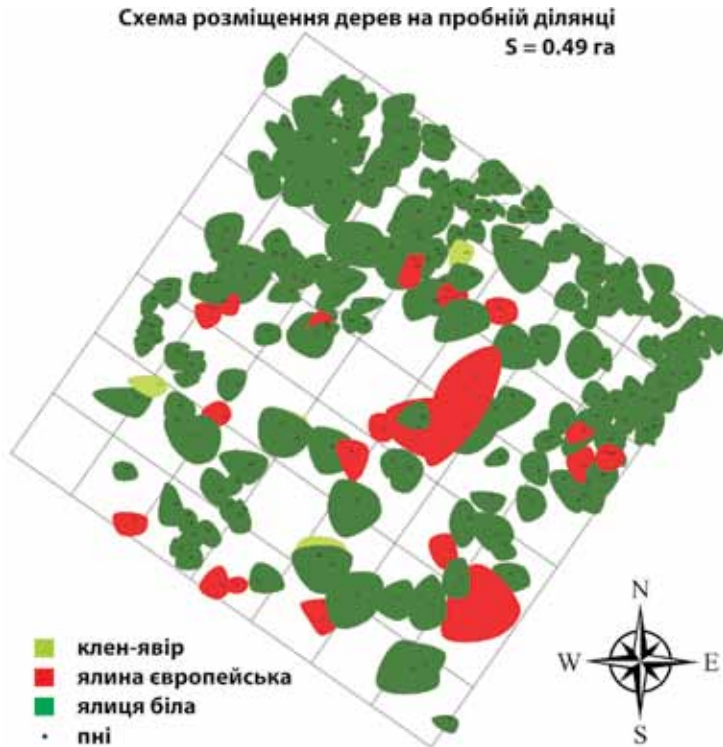 Схема розміщення дерев на пробній ділянці
S = 0.49 га
N
W
E
S
клен-явір
ялина європейська
ялиця біла
пні